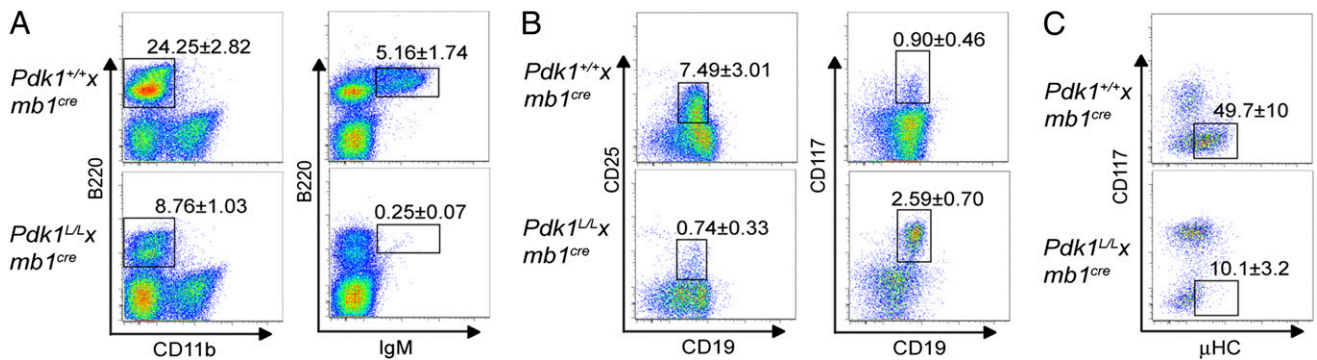 A
Pdk1+/+x
mb1cre
Pdk1L/Lx
mb1cre
B220
24.25±2.82
B220
8.76±1.03
CD11b
B220
5.16±1.74
B220
0.25±0.07
IgM
B
Pdk1+/+x
mb1cre
Pdk1L/Lx
mb1cre
CD25
7.49±3.01
0.74±0.33
CD19
CD117
0.90±0.46
2.59±0.70
CD19
C
Pdk1+/+x
mb1cre
Pdk1L/Lx
mb1cre
CD117
49.7±10
10.1±3.2
µHC